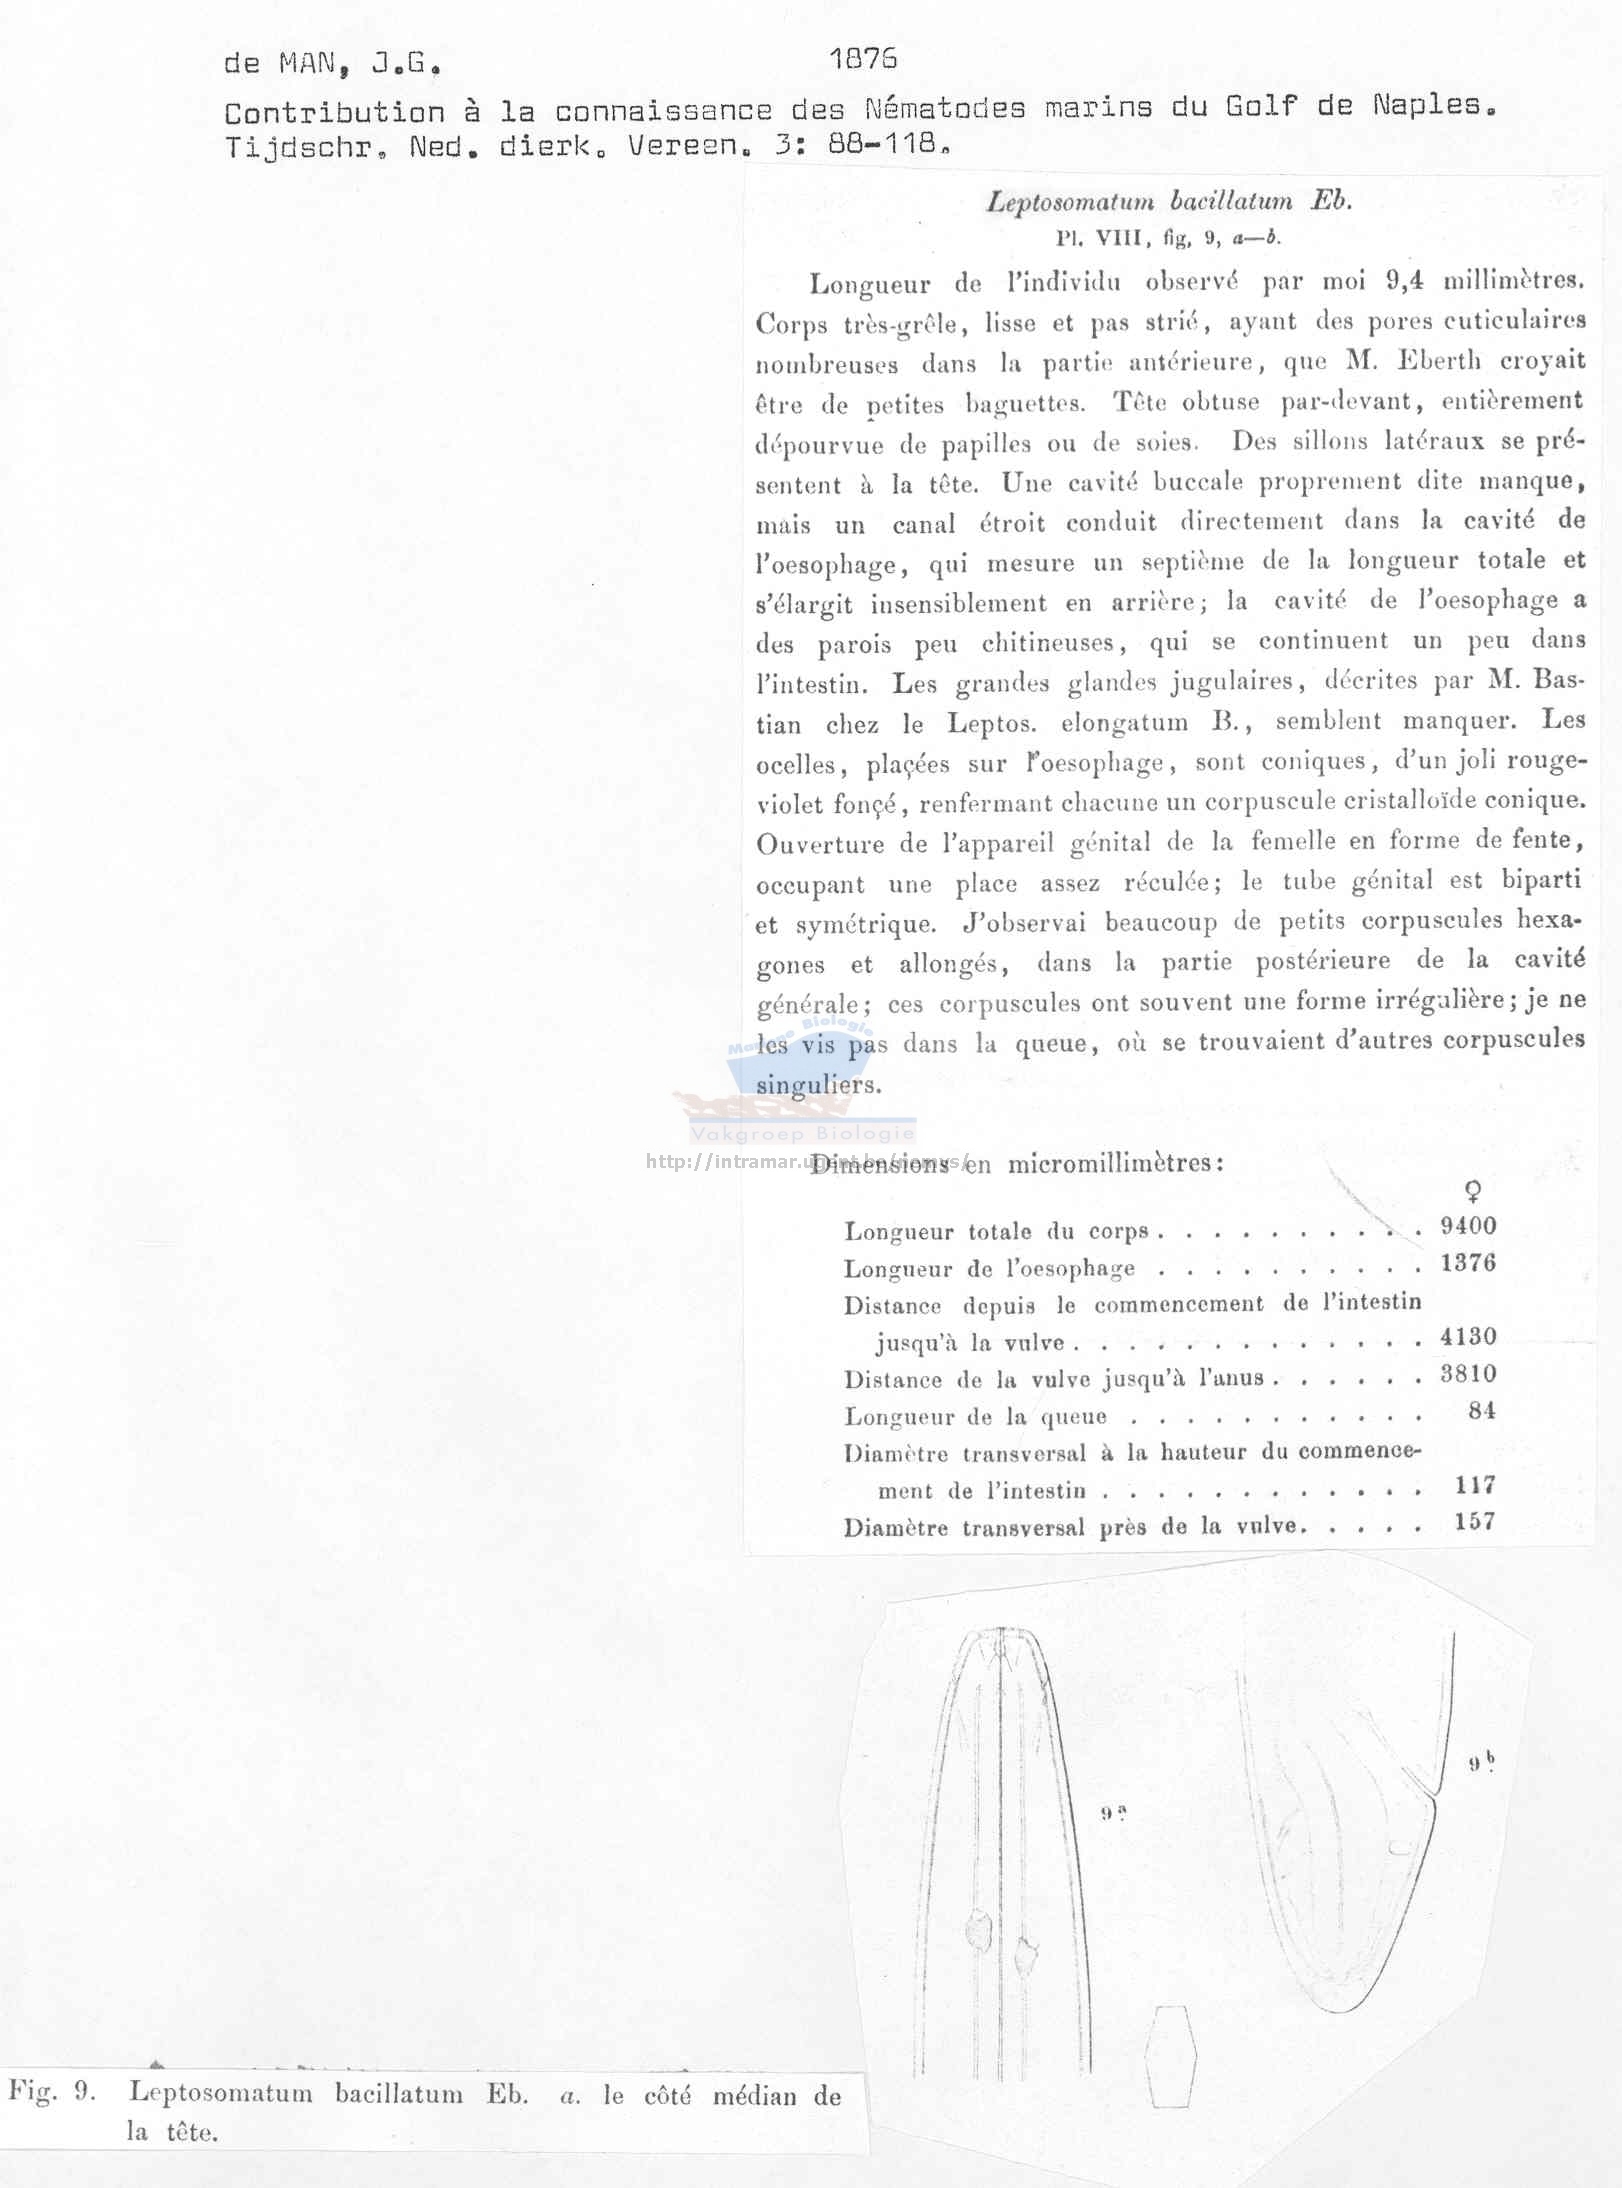 de MAN, J.G. 1876
Contribution à la connaissance des Nématodes marins du Golf de Naples.
Tijdschr. Ned. dierk. Vereen. 3: 88-118.
Leptosomatum bacillatum Eb.
Pl. VIII, fig. 9, a—b.
Longueur de l'individu observé par moi 9,4 millimètres.
Corps très-grêle, lisse et pas strié, ayant des pores cuticulaires
nombreuses dans la partie antérieure, que M. Eberth croyait
être de petites baguettes. Tête obtuse par-devant, entièrement
dépourvue de papilles ou de soies. Des sillons latéraux se pré-
sentent à la tête. Une cavité buccale proprement dite manque,
mais un canal étroit conduit directement dans la cavité de
l'oesophage, qui mesure un septième de la longueur totale et
s'élargit insensiblement en arrière; la cavité de l'oesophage a
des parois peu chitineuses, qui se continuent un peu dans
l'intestin. Les grandes glandes jugulaires, décrites par M. Bas-
tian chez le Leptos. elongatum B., semblent manquer. Les
ocelles, plaçées sur l'oesophage, sont coniques, d'un joli rouge-
violet fonçé, renfermant chacune un corpuscule cristalloïde conique.
Ouverture de l'appareil génital de la femelle en forme de fente,
occupant une place assez réculée; le tube génital est biparti
et symétrique. J'observai beaucoup de petits corpuscules hexa-
gones et allongés, dans la partie postérieure de la cavité
générale; ces corpuscules ont souvent une forme irrégulière; je ne
les vis pas dans la queue, où se trouvaient d'autres corpuscules
singuliers.
Marine Biologie
Vakgroep Biologie
http://intramar.ugent.be/nemys/
Dimensions en micromillimètres:
♀
Longueur totale du corps . . . . . . . . . . 9400
Longueur de l'oesophage . . . . . . . . . . 1376
Distance depuis le commencement de l'intestin
jusqu'à la vulve . . . . . . . . . . . . . 4130
Distance de la vulve jusqu'à l'anus . . . . . . 3810
Longueur de la queue . . . . . . . . . . . 84
Diamètre transversal à la hauteur du commence-
ment de l'intestin . . . . . . . . . . . . 117
Diamètre transversal près de la vulve. . . . . 157
9 a.
9 b.
Fig. 9. Leptosomatum bacillatum Eb. a. le côté médian de
la tête.